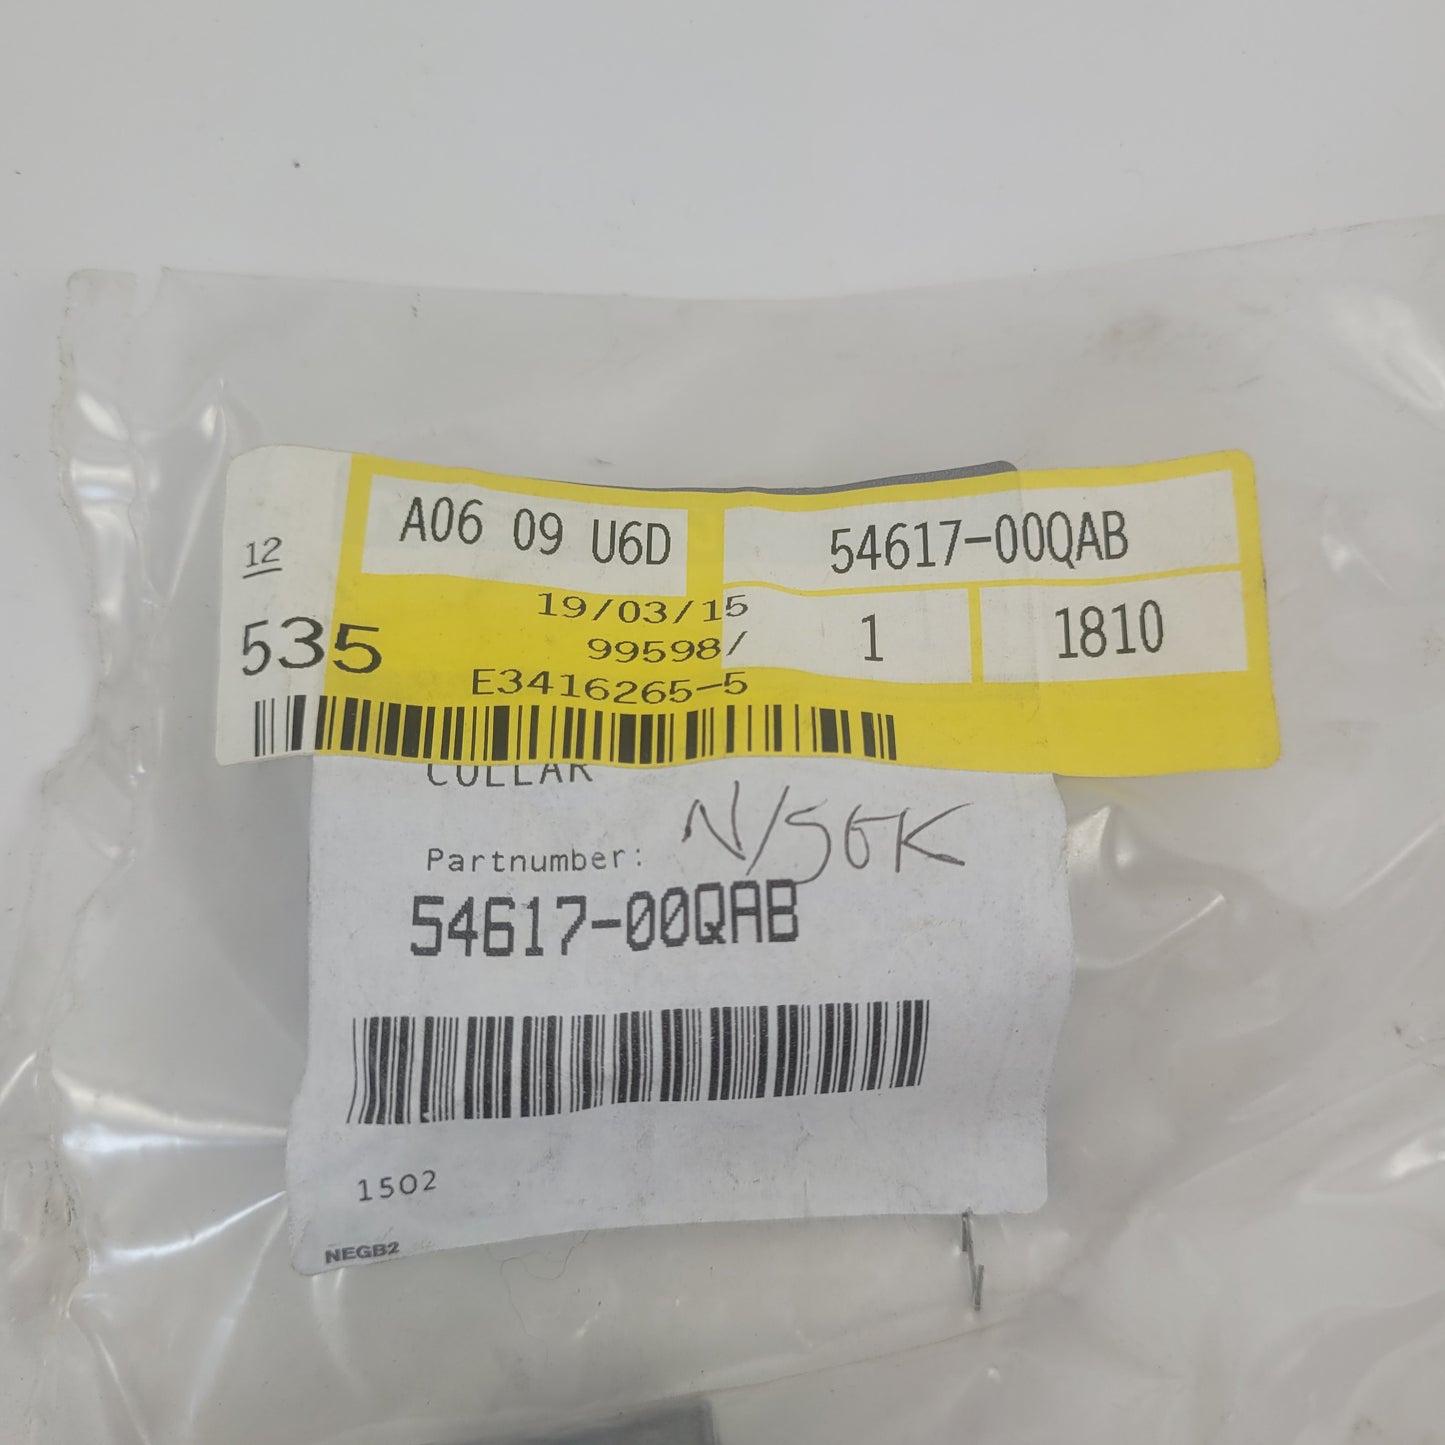 A06 09 U6D
54617-00QAB
12
19/03/15
535
99598/
1
1810
E3416265-5
COLLAR
N/SGK
Partnumber:
54617-00QAB
1502
NEGB2